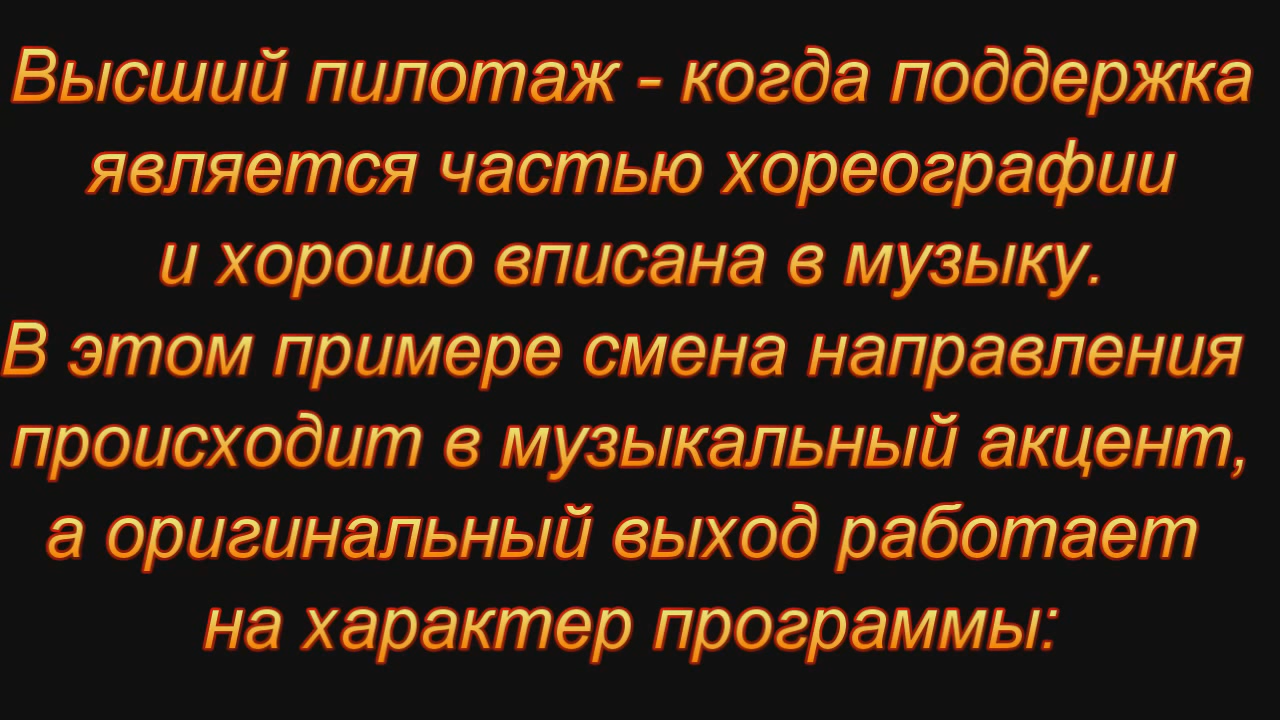 Высший пилотаж - когда поддержка
является частью хореографии
и хорошо вписана в музыку.
В этом примере смена направления
происходит в музыкальный акцент,
а оригинальный выход работает
на характер программы: